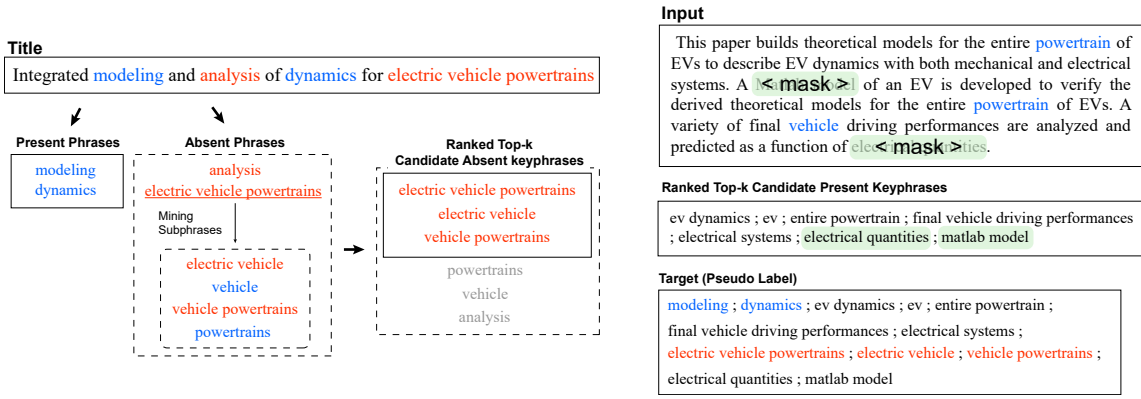 Title
Integrated modeling and analysis of dynamics for electric vehicle powertrains
Present Phrases
modeling
dynamics
Absent Phrases
analysis
electric vehicle powertrains
Mining
Subphrases
electric vehicle
vehicle
vehicle powertrains
powertrains
Ranked Top-k
Candidate Absent keyphrases
electric vehicle powertrains
electric vehicle
vehicle powertrains
powertrains
vehicle
analysis
Input
This paper builds theoretical models for the entire powertrain of
EVs to describe EV dynamics with both mechanical and electrical
systems. A < mask > of an EV is developed to verify the
derived theoretical models for the entire powertrain of EVs. A
variety of final vehicle driving performances are analyzed and
predicted as a function of < mask >.
Ranked Top-k Candidate Present Keyphrases
ev dynamics ; ev ; entire powertrain ; final vehicle driving performances
; electrical systems ; electrical quantities ; matlab model
Target (Pseudo Label)
modeling ; dynamics ; ev dynamics ; ev ; entire powertrain ;
final vehicle driving performances ; electrical systems ;
electric vehicle powertrains ; electric vehicle ; vehicle powertrains ;
electrical quantities ; matlab model